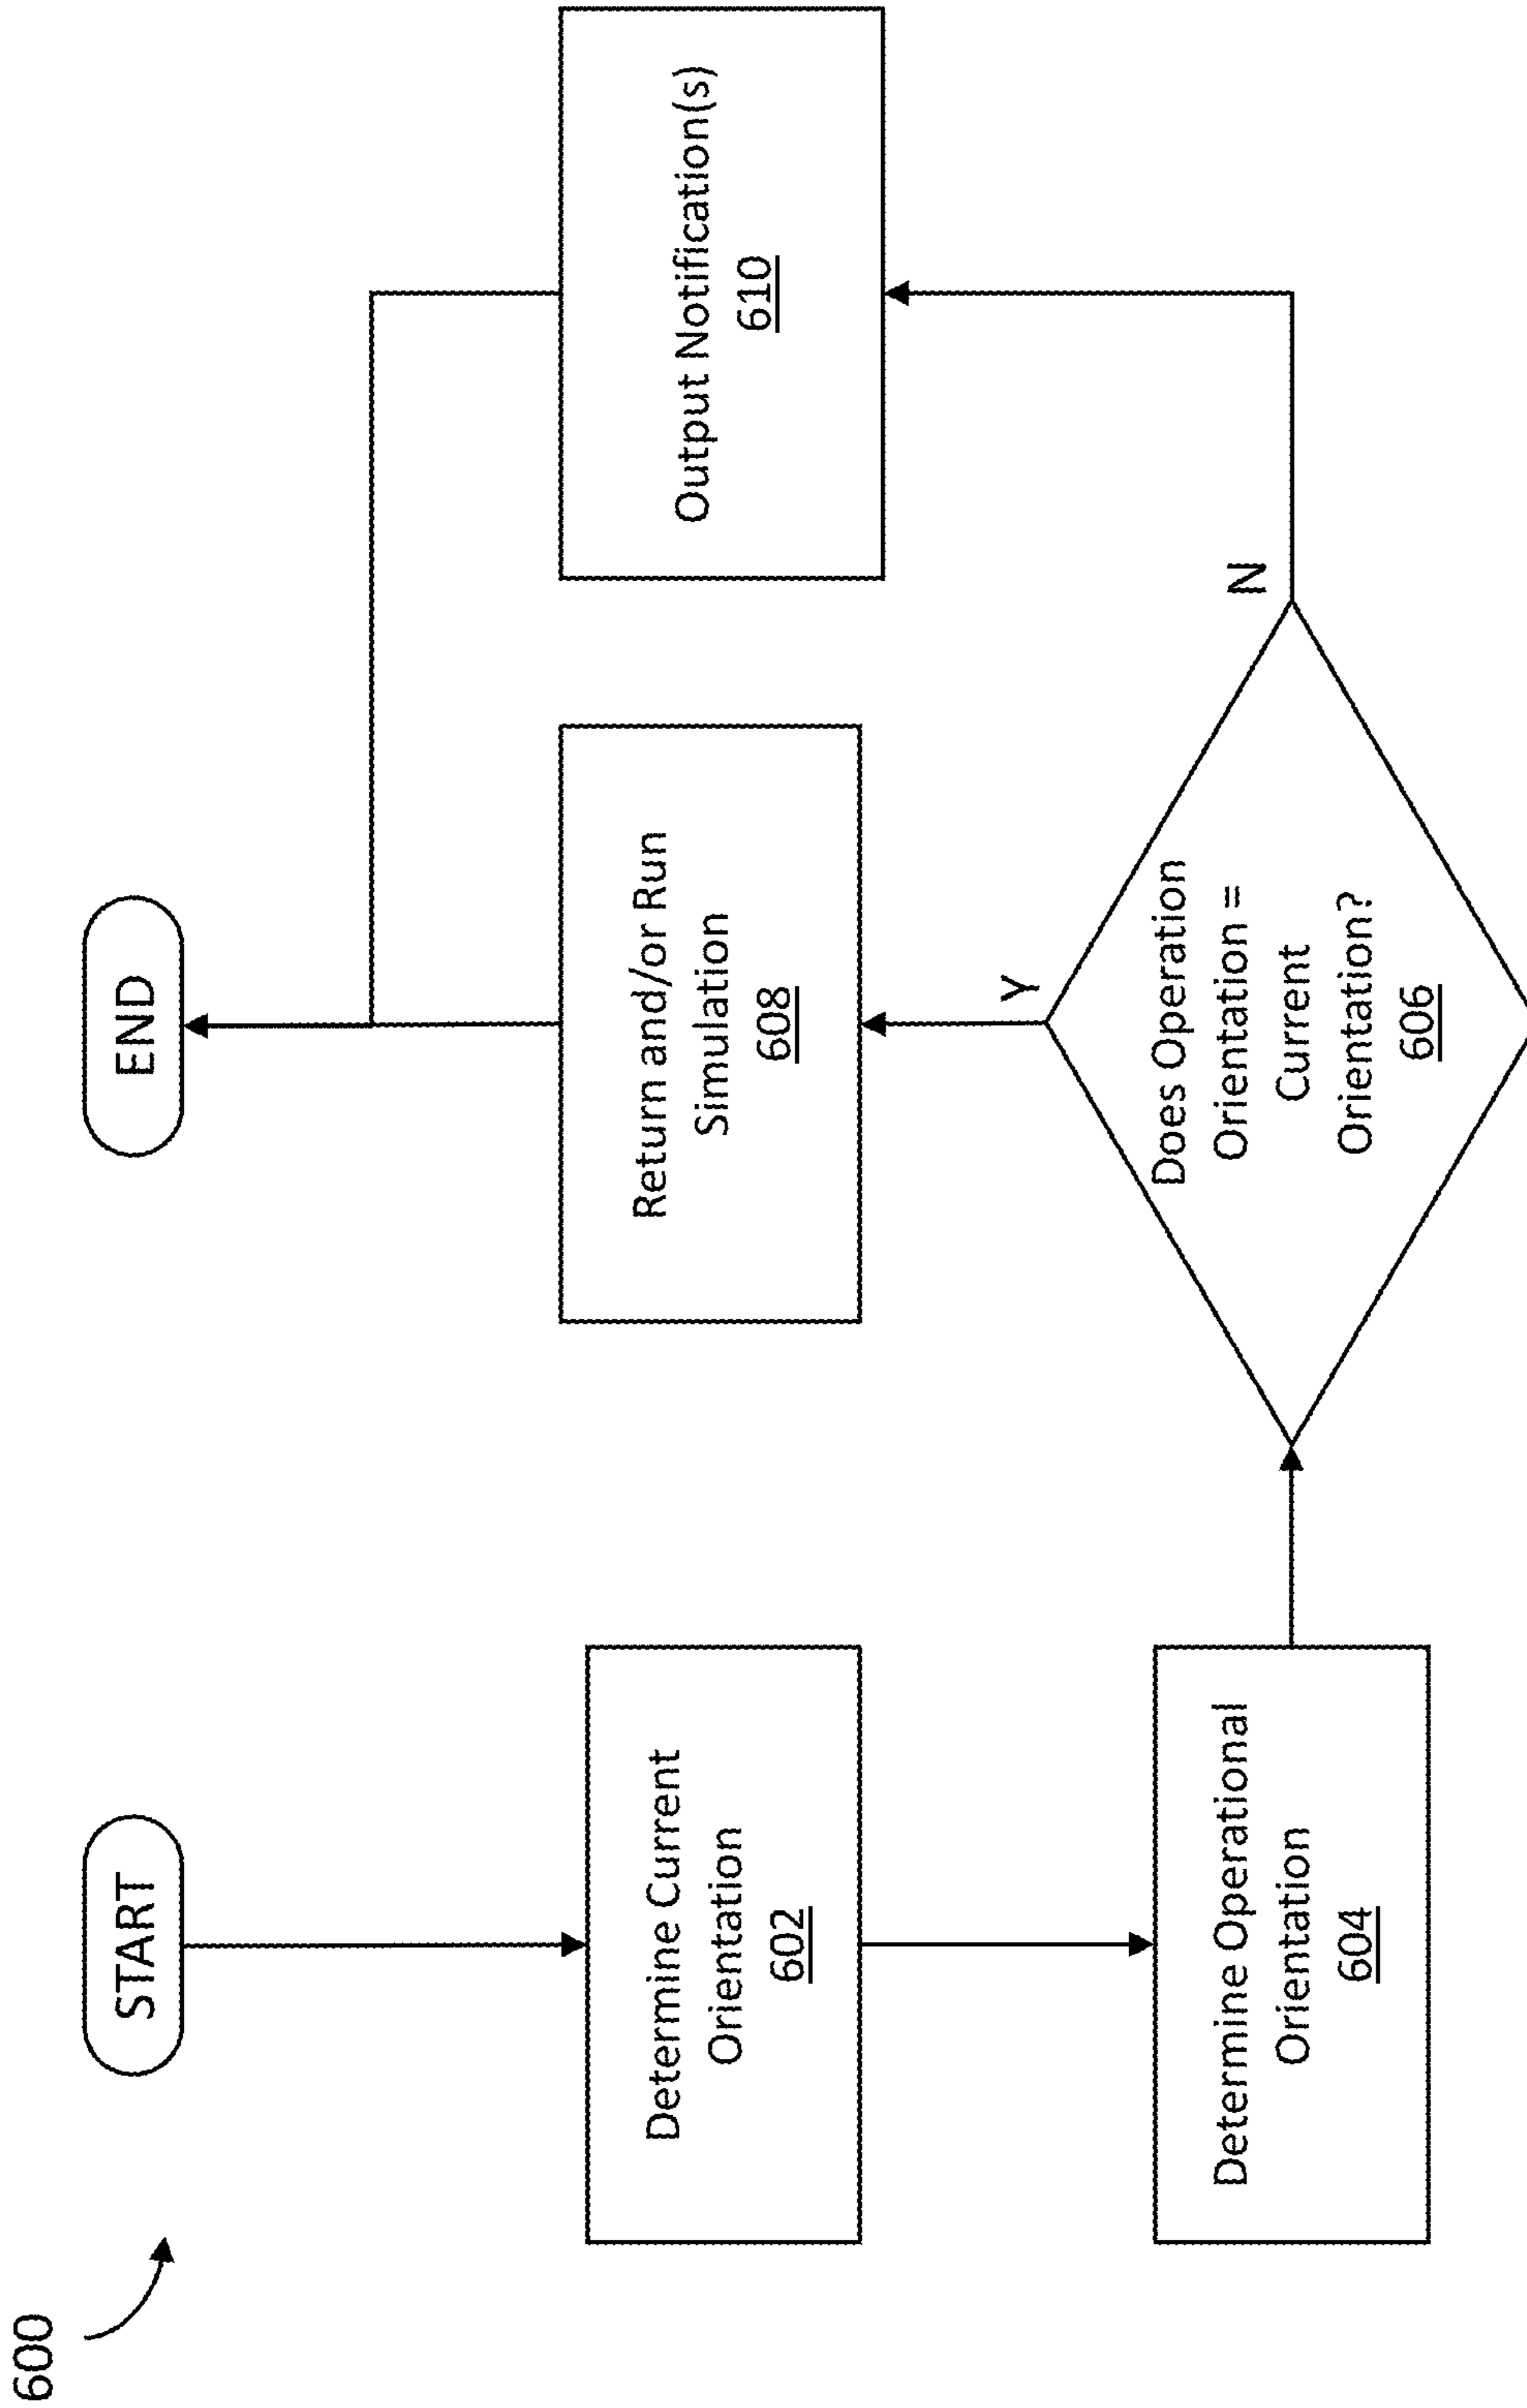 600
START
Determine Current
Orientation
602
Determine Operational
Orientation
604
Does Operation
Orientation =
Current
Orientation?
606
Y
N
Return and/or Run
Simulation
608
Output Notification(s)
610
END